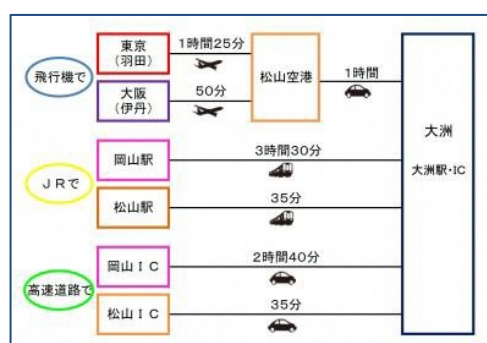 飛行機で
東京
（羽田）
1時間25分
大阪
（伊丹）
50分
松山空港
1時間
大洲
大洲駅・IC
JRで
岡山駅
3時間30分
松山駅
35分
高速道路で
岡山IC
2時間40分
松山IC
35分